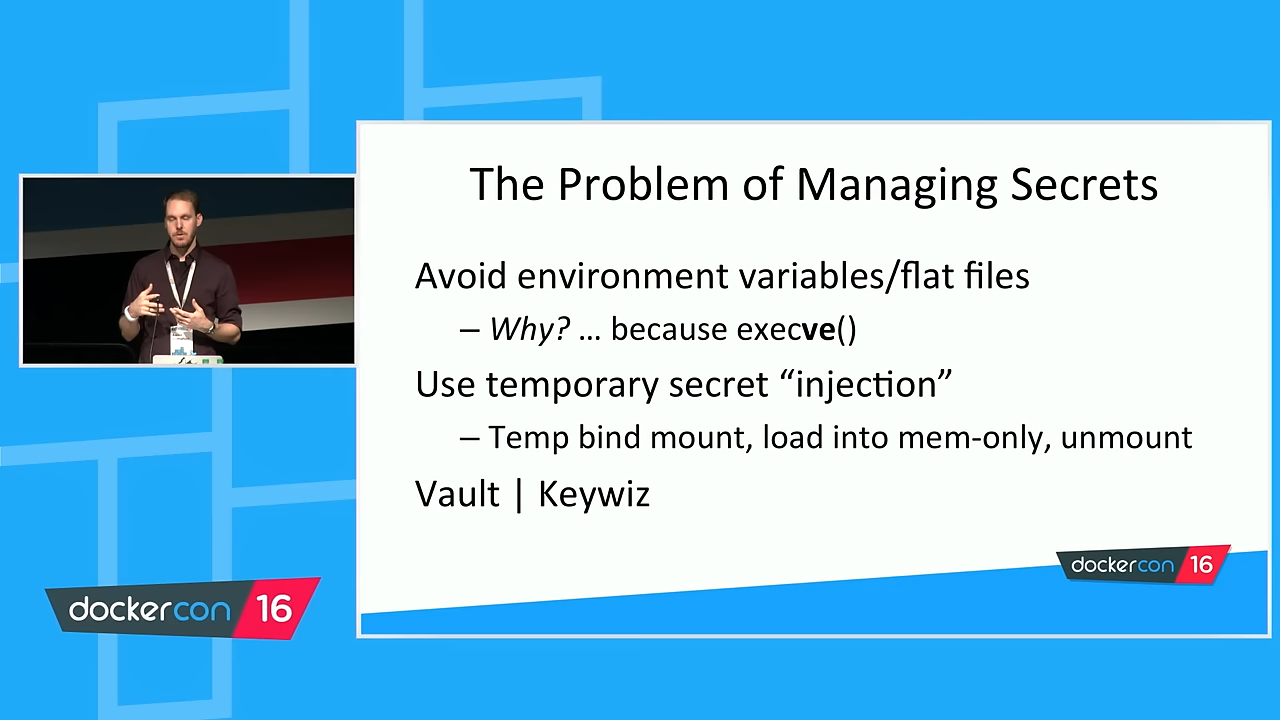 The Problem of Managing Secrets
Avoid environment variables/flat files
– Why? … because execve()
Use temporary secret “injection”
– Temp bind mount, load into mem-only, unmount
Vault | Keywiz
dockercon 16
dockercon 16